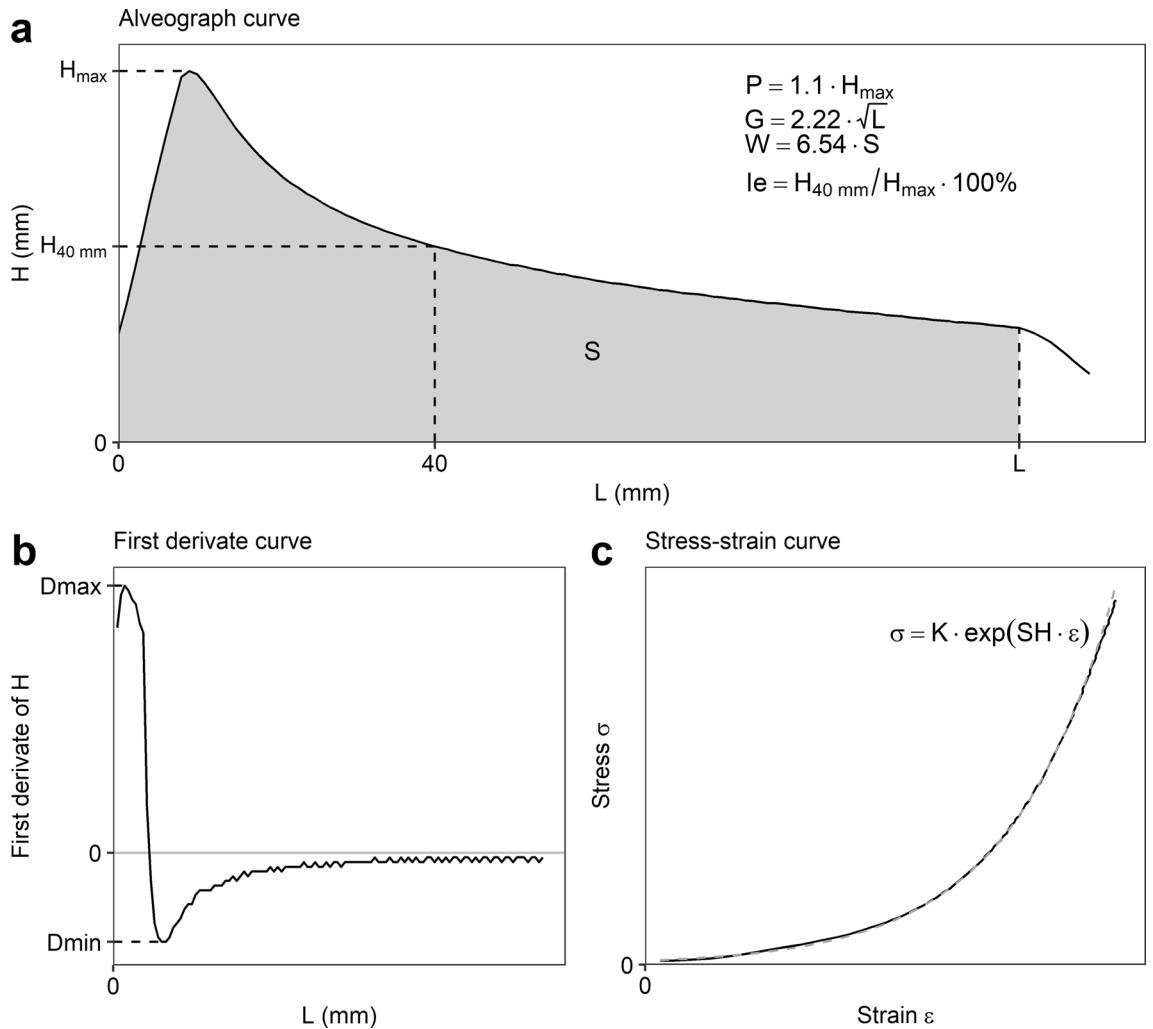 a
Alveograph curve
H (mm)
Hmax
H40 mm
0
P = 1.1 · Hmax
G = 2.22 · √L
W = 6.54 · S
Ie = H40 mm/Hmax · 100%
S
0 40 L
L (mm)
b
First derivate curve
First derivate of H
Dmax
0
Dmin
0
L (mm)
c
Stress-strain curve
σ = K · exp(SH · ε)
Stress σ
0
0
Strain ε